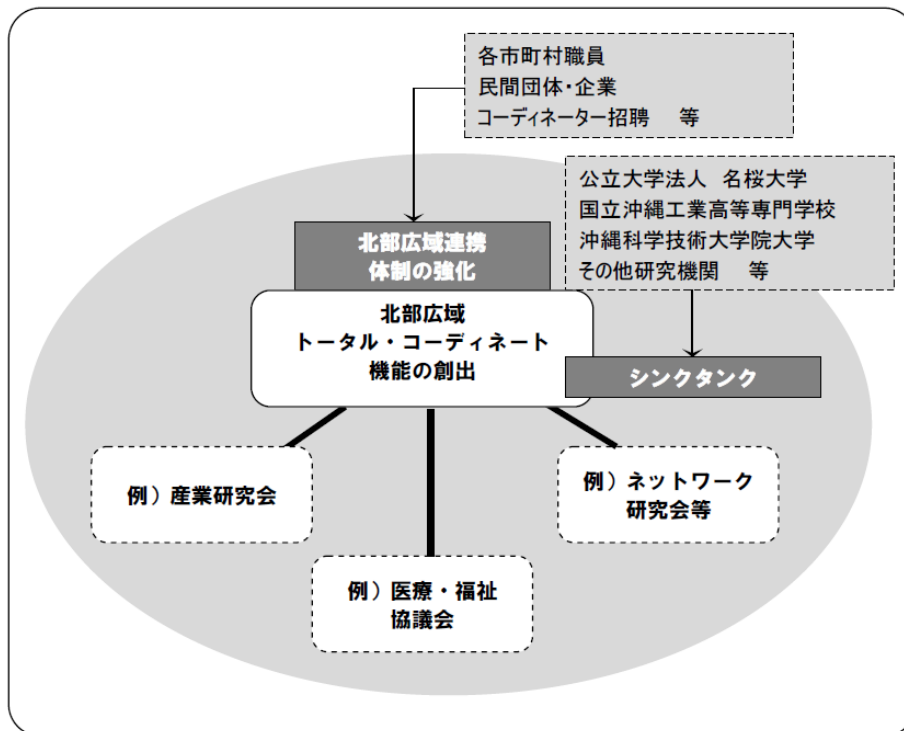 各市町村職員
民間団体・企業
コーディネーター招聘　等
公立大学法人　名桜大学
国立沖縄工業高等専門学校
沖縄科学技術大学院大学
その他研究機関　等
北部広域連携
体制の強化
北部広域
トータル・コーディネート
機能の創出
シンクタンク
例）産業研究会
例）ネットワーク
研究会等
例）医療・福祉
協議会